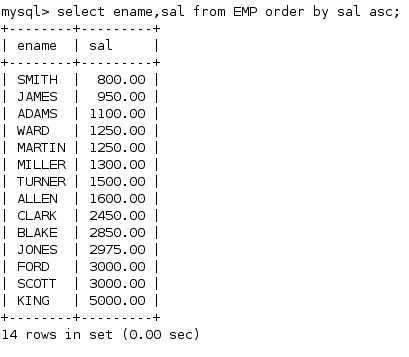 mysql> select ename,sal from EMP order by sal asc;
+--------+---------+
| ename  | sal     |
+--------+---------+
| SMITH  |  800.00 |
| JAMES  |  950.00 |
| ADAMS  | 1100.00 |
| WARD   | 1250.00 |
| MARTIN | 1250.00 |
| MILLER | 1300.00 |
| TURNER | 1500.00 |
| ALLEN  | 1600.00 |
| CLARK  | 2450.00 |
| BLAKE  | 2850.00 |
| JONES  | 2975.00 |
| FORD   | 3000.00 |
| SCOTT  | 3000.00 |
| KING   | 5000.00 |
+--------+---------+
14 rows in set (0.00 sec)